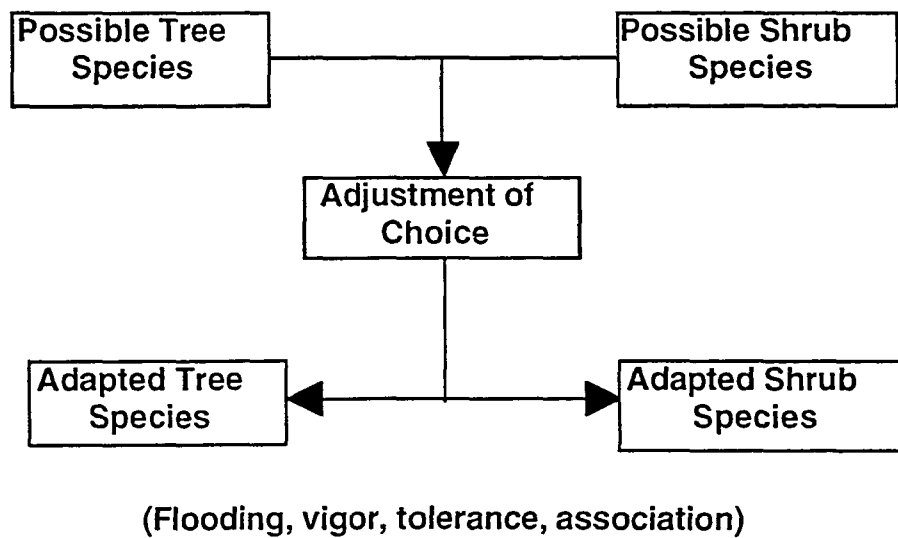 Possible Tree
Species
Possible Shrub
Species
Adjustment of
Choice
Adapted Tree
Species
Adapted Shrub
Species
(Flooding, vigor, tolerance, association)